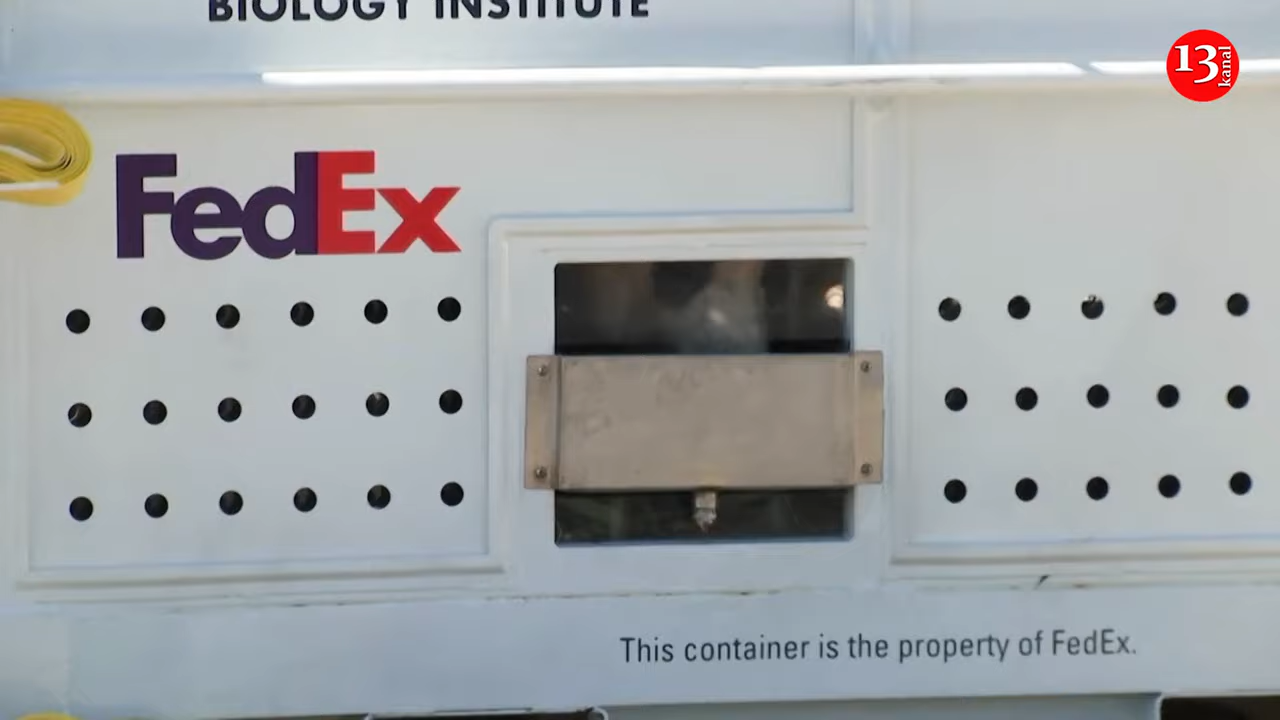 BIOLOGY INSTITUTE
13 kanal
FedEx
This container is the property of FedEx.